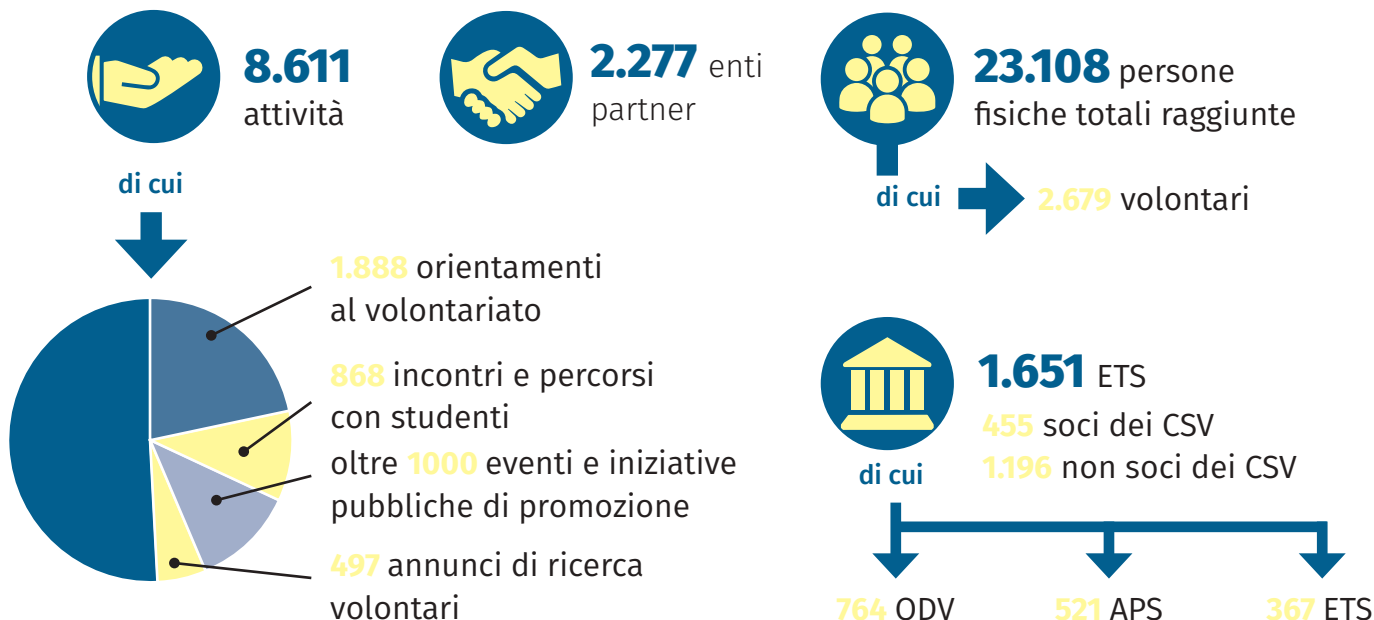 8.611
attività
2.277 enti
partner
23.108 persone
fisiche totali raggiunte
di cui
2.679 volontari
di cui
1.888 orientamenti
al volontariato
868 incontri e percorsi
con studenti
oltre 1000 eventi e iniziative
pubbliche di promozione
497 annunci di ricerca
volontari
1.651 ETS
455 soci dei CSV
1.196 non soci dei CSV
di cui
764 ODV
521 APS
367 ETS